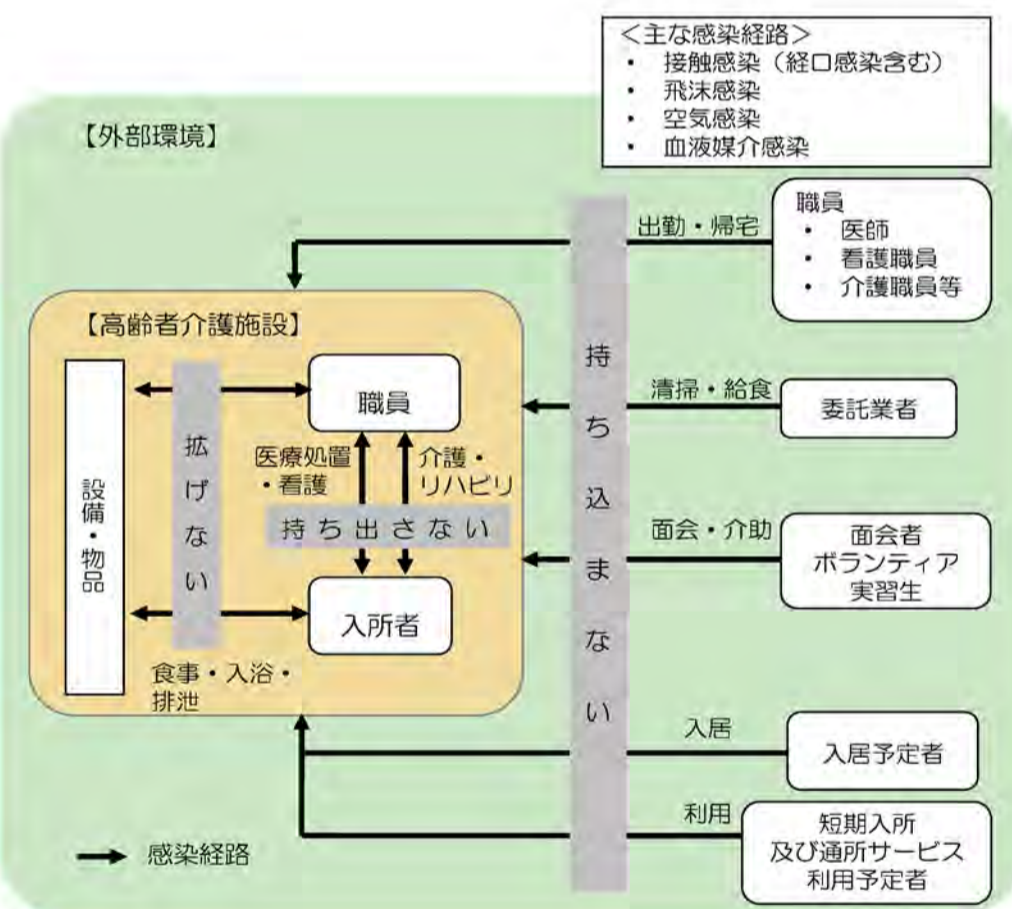 ＜主な感染経路＞
・ 接触感染（経口感染含む）
・ 飛沫感染
・ 空気感染
・ 血液媒介感染
【外部環境】
職員
・ 医師
・ 看護職員
・ 介護職員等
出勤・帰宅
【高齢者介護施設】
持ち込まない
職員
清掃・給食
委託業者
拡げない
医療処置
・看護
介護・
リハビリ
設備・物品
持ち出さない
面会・介助
面会者
ボランティア
実習生
入所者
食事・入浴・
排泄
入居
入居予定者
利用
短期入所
及び通所サービス
利用予定者
感染経路